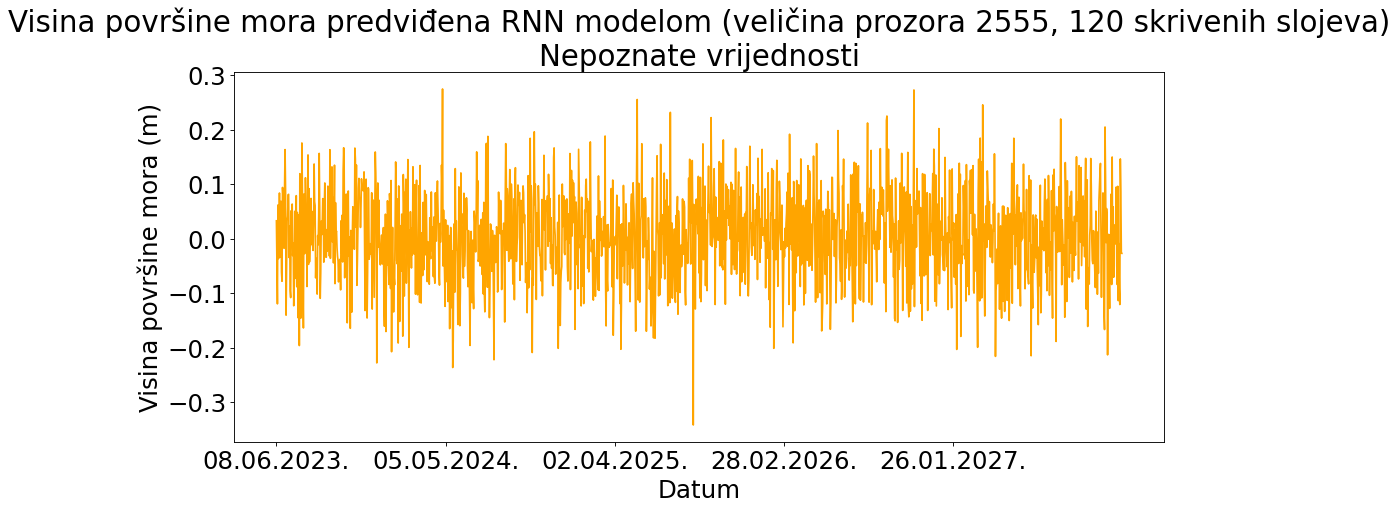 Visina površine mora predviđena RNN modelom (veličina prozora 2555, 120 skrivenih slojeva)
Nepoznate vrijednosti
Visina površine mora (m)
0.3
0.2
0.1
0.0
−0.1
−0.2
−0.3
08.06.2023. 05.05.2024. 02.04.2025. 28.02.2026. 26.01.2027.
Datum